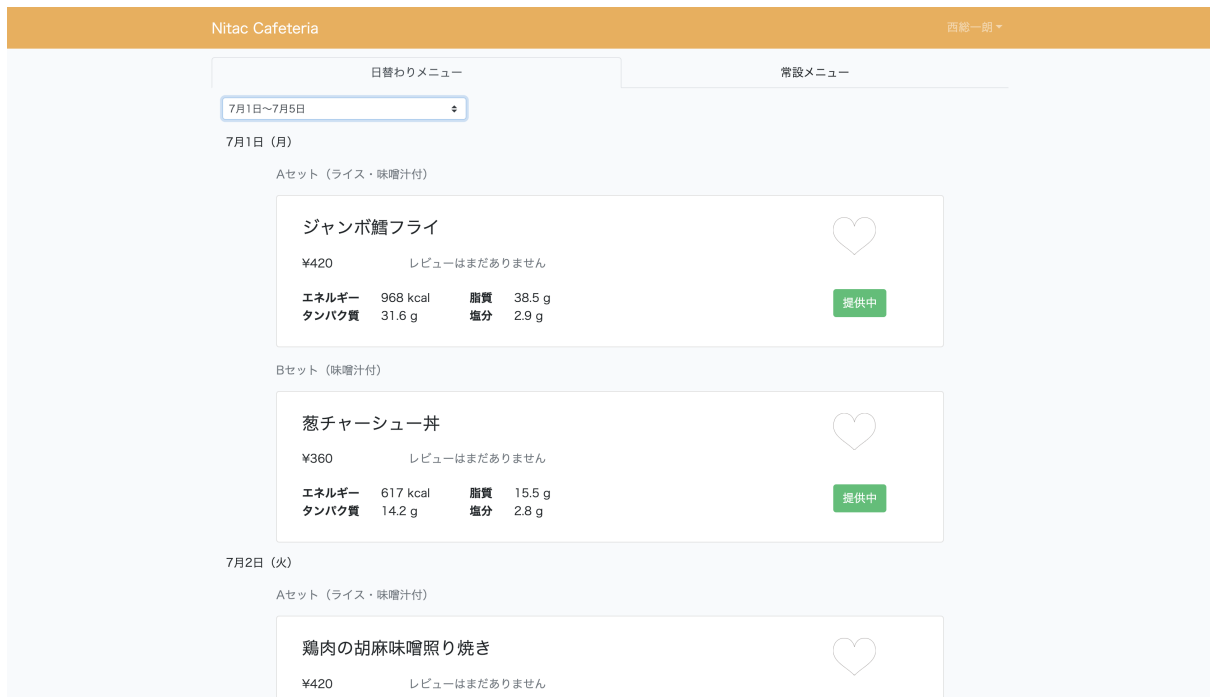 Nitac Cafeteria 西総一朗
日替わりメニュー 常設メニュー
7月1日〜7月5日
7月1日（月）
Aセット（ライス・味噌汁付）
ジャンボ鱈フライ
¥420 レビューはまだありません
エネルギー 968 kcal 脂質 38.5 g
タンパク質 31.6 g 塩分 2.9 g
提供中
Bセット（味噌汁付）
葱チャーシュー丼
¥360 レビューはまだありません
エネルギー 617 kcal 脂質 15.5 g
タンパク質 14.2 g 塩分 2.8 g
提供中
7月2日（火）
Aセット（ライス・味噌汁付）
鶏肉の胡麻味噌照り焼き
¥420 レビューはまだありません